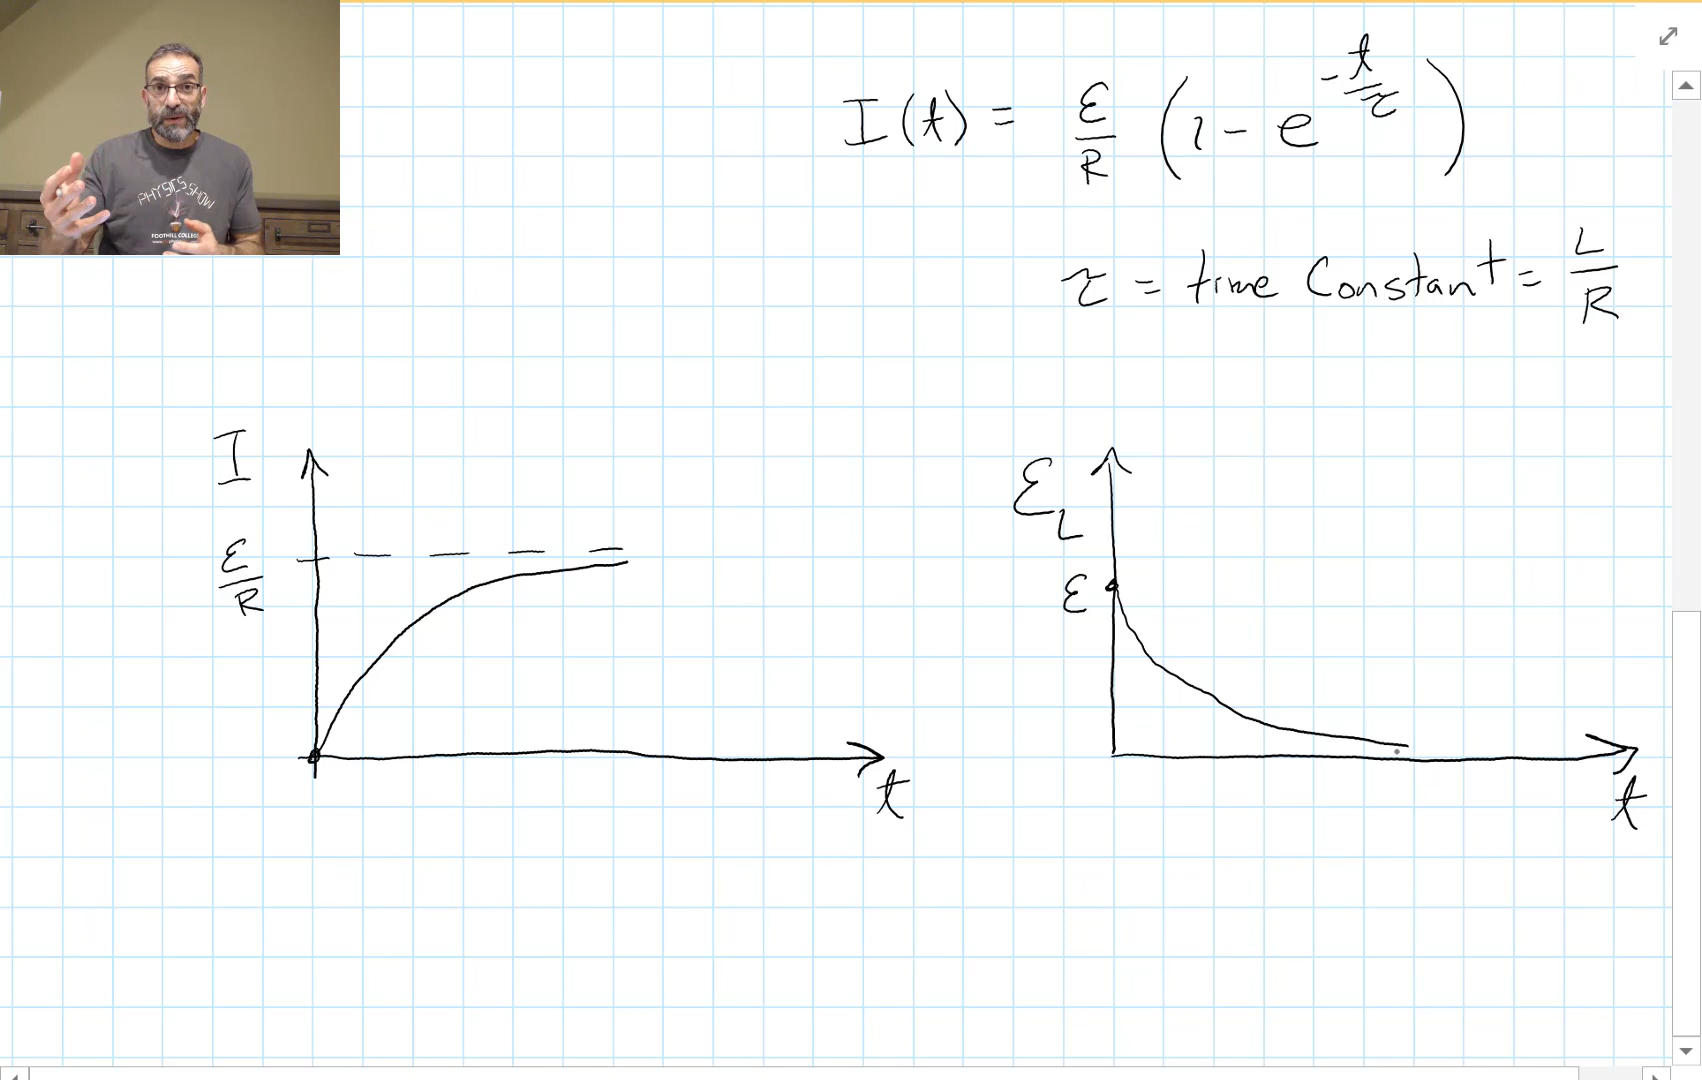 PHYSICS SHOW
FOOTHILL COLLEGE
I(t) = ε/R (1 - e^(-t/τ))
τ = time constant = L/R
I
ε/R
t
ε_L
ε
t